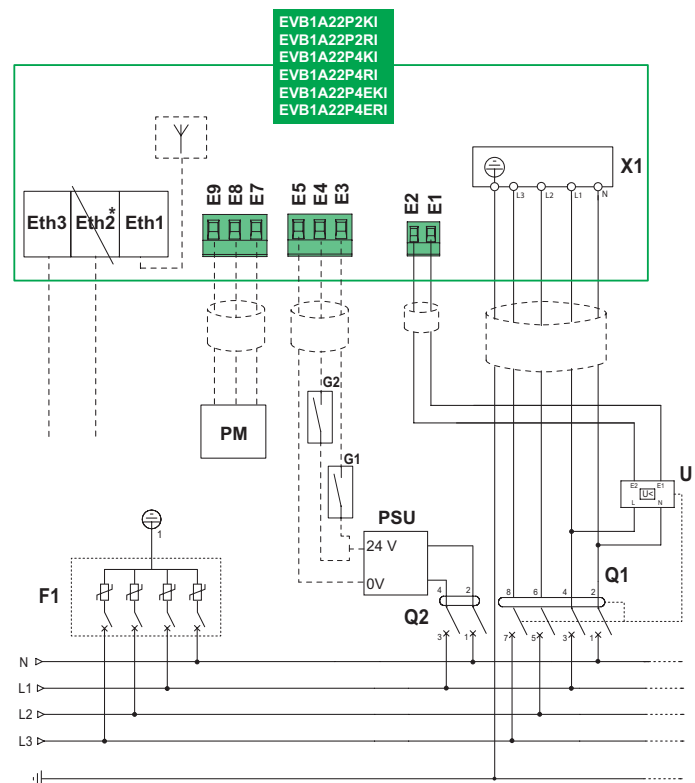 EVB1A22P2KI
EVB1A22P2RI
EVB1A22P4KI
EVB1A22P4RI
EVB1A22P4EKI
EVB1A22P4ERI
X1
L3 L2 L1 N
E9 E8 E7
E5 E4 E3
E2 E1
Eth3 Eth2* Eth1
G2
PM
G1
U
E2 E1
U<
L N
PSU
24 V
0V
1
F1
Q1
Q2
4 2
8 6 4 2
3 1
7 5 3 1
N
L1
L2
L3